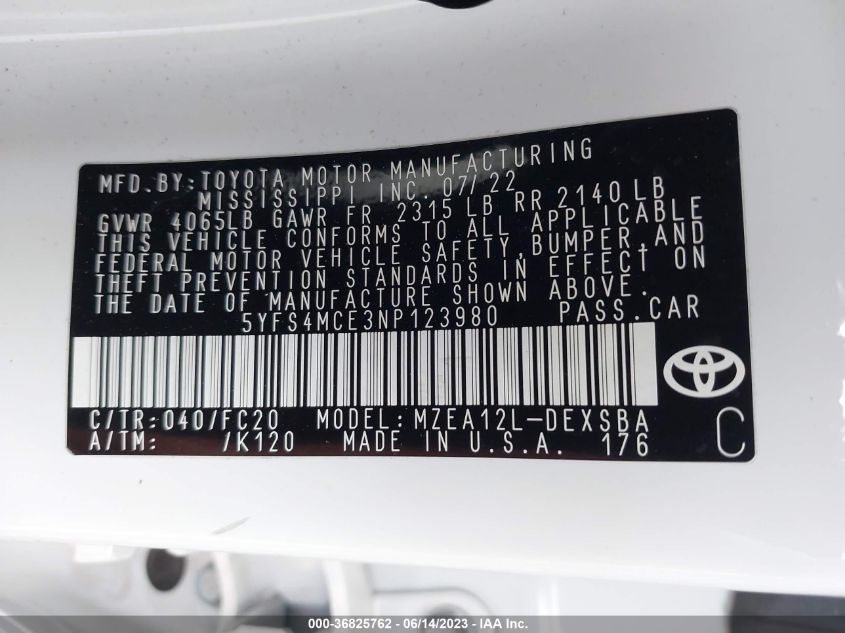 MFD. BY: TOYOTA MOTOR MANUFACTURING
MISSISSIPPI INC. 07/22
GVWR 4065LB GAWR FR 2315 LB RR 2140 LB
THIS VEHICLE CONFORMS TO ALL APPLICABLE
FEDERAL MOTOR VEHICLE SAFETY, BUMPER, AND
THEFT PREVENTION STANDARDS IN EFFECT ON
THE DATE OF MANUFACTURE SHOWN ABOVE.
5YFS4MCE3NP123980 PASS. CAR
C/TR: 040/FC20 MODEL: MZEA12L-DEXSBA
A/TM: /K120 MADE IN U.S.A. 176
C
000-36825762 - 06/14/2023 - IAA Inc.